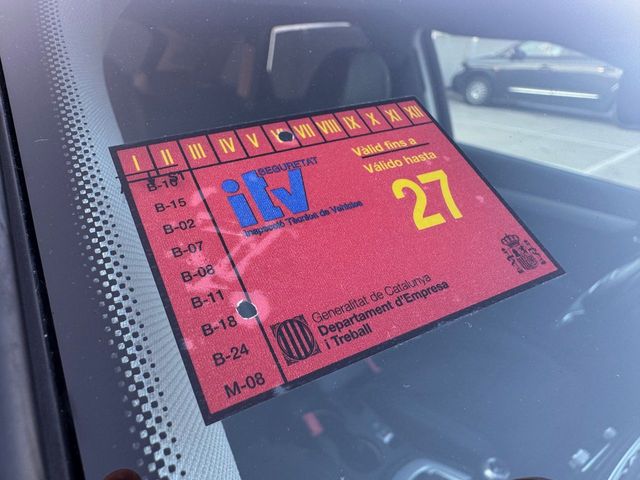 I II III IV V VI VII VIII IX X XI XII
B-16
B-15
B-02
B-07
B-08
B-11
B-18
B-24
M-08
SEGURETAT
itv
Inspecció Tècnica de Vehicles
Vàlid fins a
Válido hasta
27
Generalitat de Catalunya
Departament d'Empresa
i Treball